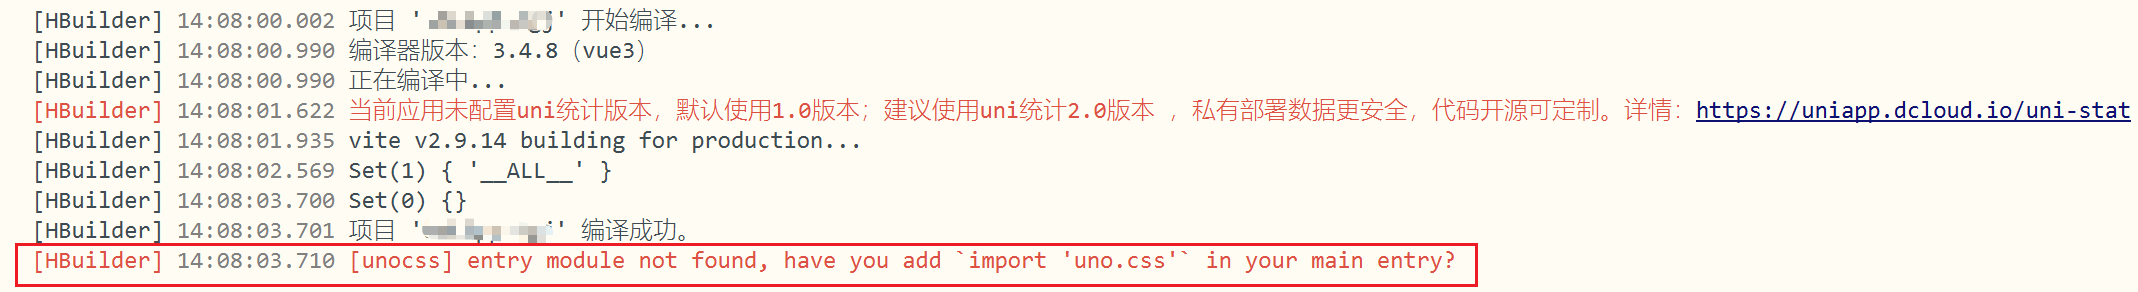 [HBuilder] 14:08:00.002 项目 ' ' 开始编译...
[HBuilder] 14:08:00.990 编译器版本：3.4.8（vue3）
[HBuilder] 14:08:00.990 正在编译中...
[HBuilder] 14:08:01.622 当前应用未配置uni统计版本，默认使用1.0版本；建议使用uni统计2.0版本 ，私有部署数据更安全，代码开源可定制。详情：https://uniapp.dcloud.io/uni-stat
[HBuilder] 14:08:01.935 vite v2.9.14 building for production...
[HBuilder] 14:08:02.569 Set(1) { '__ALL__' }
[HBuilder] 14:08:03.700 Set(0) {}
[HBuilder] 14:08:03.701 项目 ' ' 编译成功。
[HBuilder] 14:08:03.710 [unocss] entry module not found, have you add `import 'uno.css'` in your main entry?